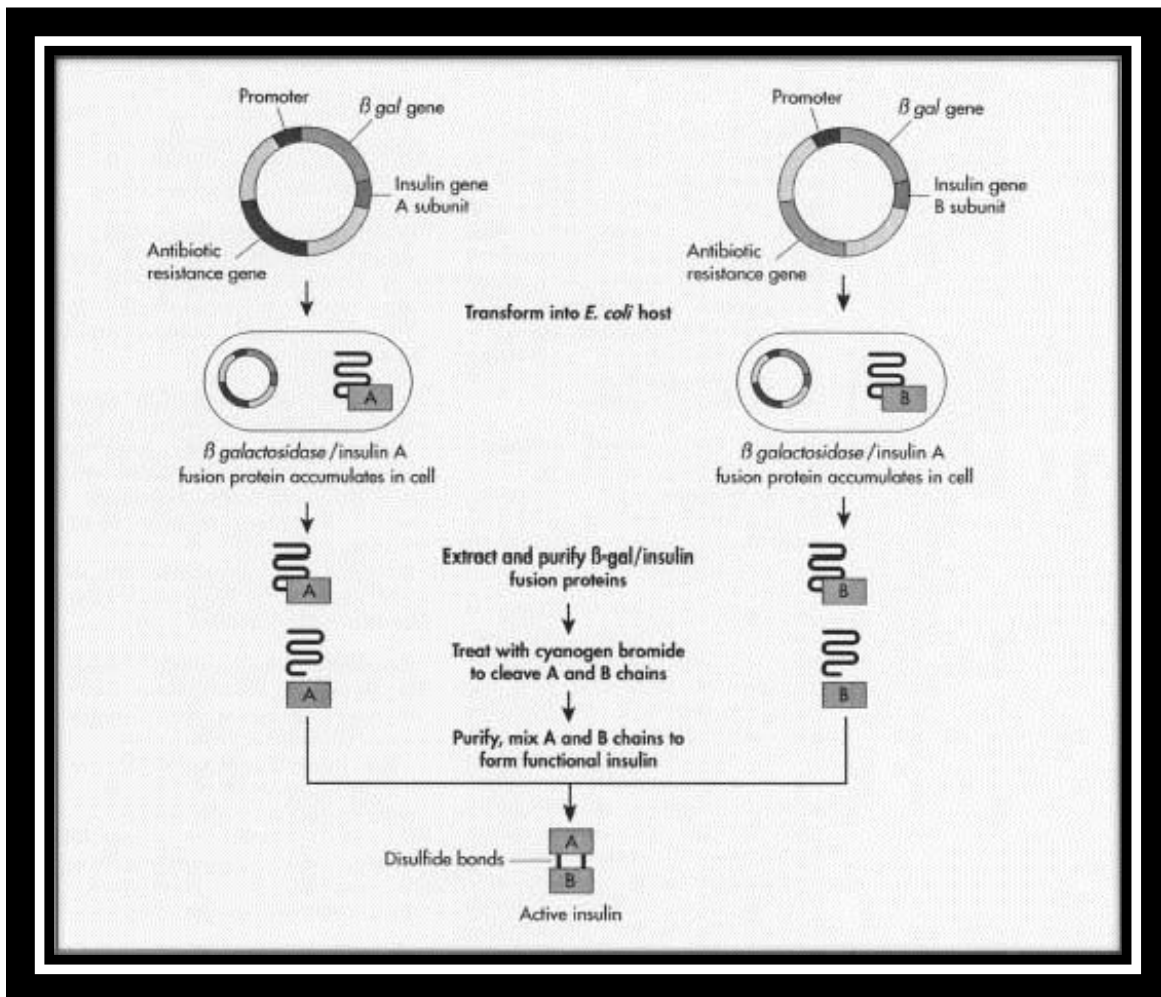 Promoter
β gal gene
Insulin gene
A subunit
Antibiotic
resistance gene
Promoter
β gal gene
Insulin gene
B subunit
Antibiotic
resistance gene
Transform into E. coli host
A
B
β galactosidase/insulin A
fusion protein accumulates in cell
β galactosidase/insulin A
fusion protein accumulates in cell
Extract and purify β-gal/insulin
fusion proteins
A
B
Treat with cyanogen bromide
to cleave A and B chains
A
B
Purify, mix A and B chains to
form functional insulin
A
Disulfide bonds
B
Active insulin